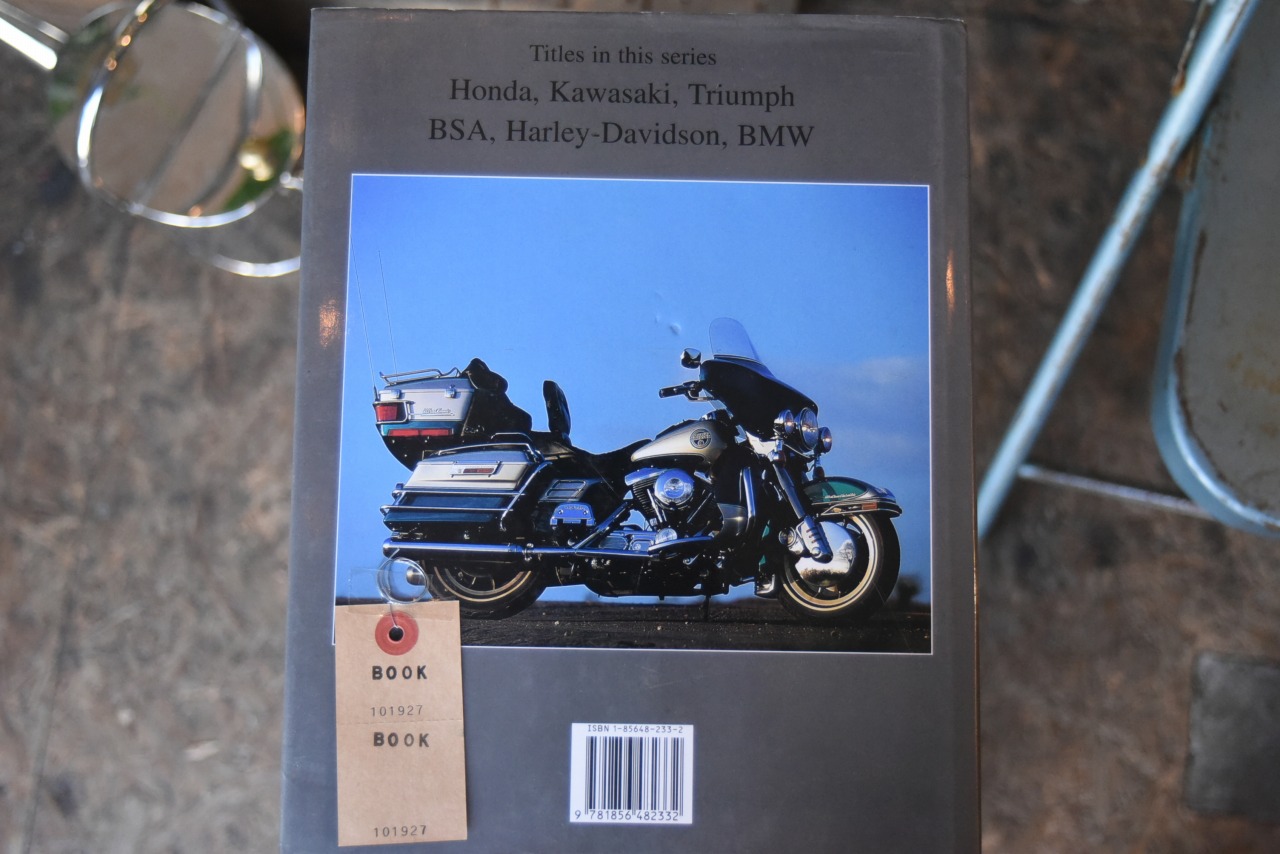 Titles in this series
Honda, Kawasaki, Triumph
BSA, Harley-Davidson, BMW
BOOK
101927
BOOK
101927
ISBN 1-85648-233-2
9 781856 482332